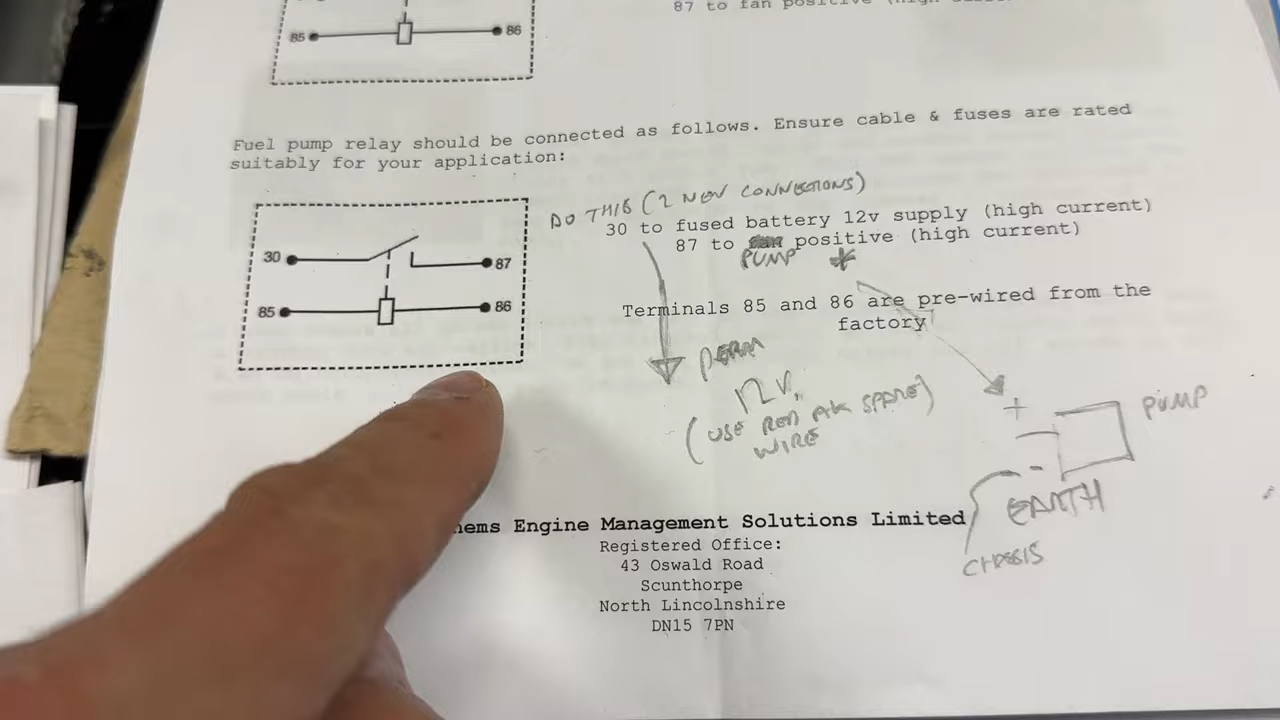 87 to fan positive (high
85
86
Fuel pump relay should be connected as follows. Ensure cable & fuses are rated
suitably for your application:
DO THIS (2 NEW CONNECTIONS)
30 to fused battery 12v supply (high current)
87 to fan positive (high current)
PUMP *
30
87
85
86
Terminals 85 and 86 are pre-wired from the
factory
PERM
12V.
(USE RED AK SPARE)
WIRE
+
PUMP
-
EARTH
CHASSIS
hems Engine Management Solutions Limited
Registered Office:
43 Oswald Road
Scunthorpe
North Lincolnshire
DN15 7PN